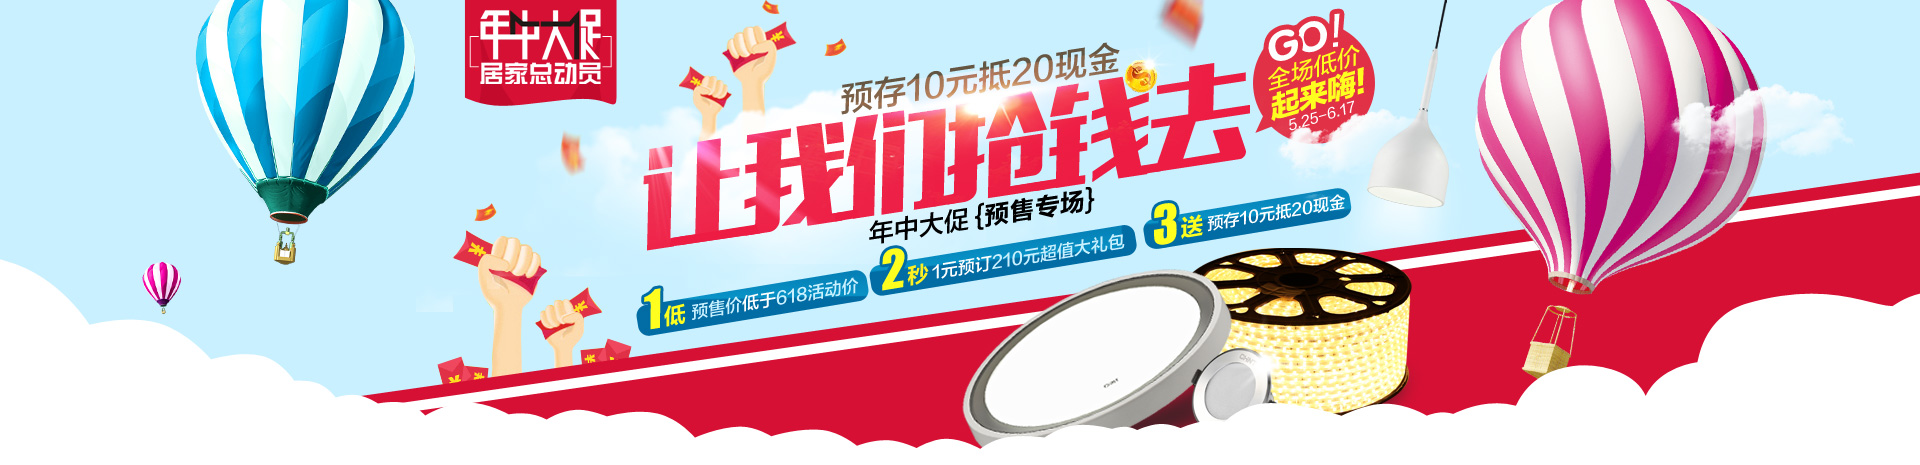 年中大促
居家总动员
预存10元抵20现金
让我们抢钱去
GO!
全场低价
起来嗨!
5.25-6.17
年中大促{预售专场}
1低 预售价低于618活动价
2秒 1元预订210元超值大礼包
3送 预存10元抵20现金